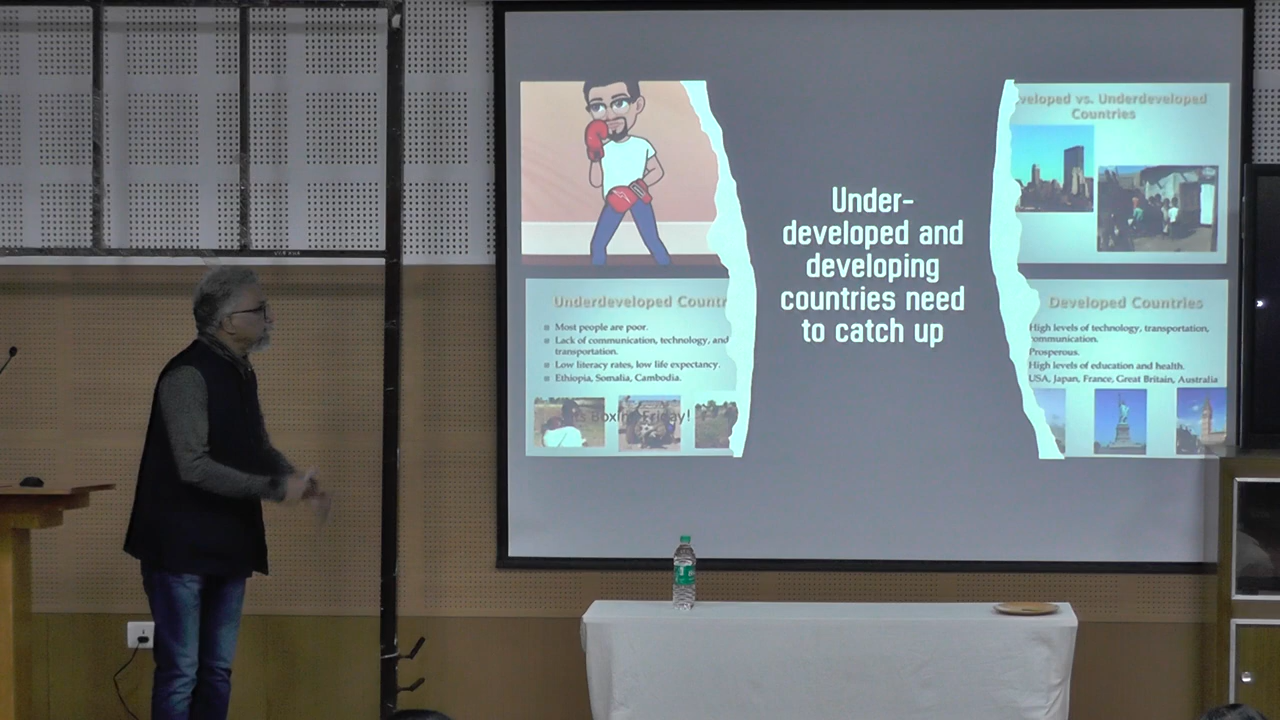 Under-
developed and
developing
countries need
to catch up
Underdeveloped Countr
Most people are poor.
Lack of communication, technology, and
transportation.
Low literacy rates, low life expectancy.
Ethiopia, Somalia, Cambodia.
Boxing Friday!
veloped vs. Underdeveloped
Countries
Developed Countries
High levels of technology, transportation,
ommunication.
Prosperous.
High levels of education and health.
USA, Japan, France, Great Britain, Australia